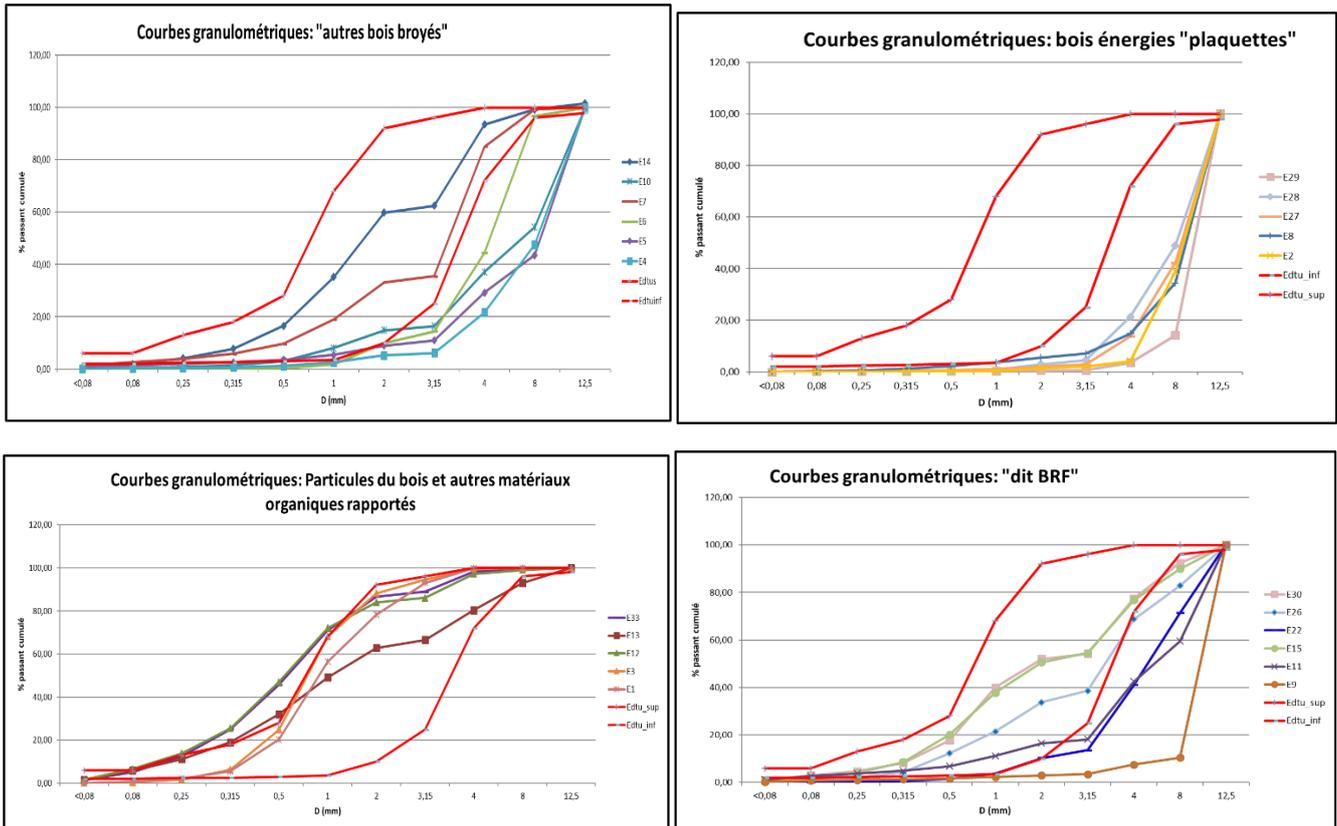 Courbes granulométriques: "autres bois broyés"
120,00
100,00
80,00
60,00
40,00
20,00
0,00
% passant cumulé
<0,08 0,08 0,25 0,315 0,5 1 2 3,15 4 8 12,5
D (mm)
E14
E10
E7
E6
E5
E4
Edtus
Edtuinf
Courbes granulométriques: bois énergies "plaquettes"
120,00
100,00
80,00
60,00
40,00
20,00
0,00
% passant cumulé
<0,08 0,08 0,25 0,315 0,5 1 2 3,15 4 8 12,5
D (mm)
E29
E28
E27
E8
E2
Edtu_inf
Edtu_sup
Courbes granulométriques: Particules du bois et autres matériaux
organiques rapportés
120,00
100,00
80,00
60,00
40,00
20,00
0,00
% passant cumulé
<0,08 0,08 0,25 0,315 0,5 1 2 3,15 4 8 12,5
D (mm)
E33
E13
E12
E3
E1
Edtu_sup
Edtu_inf
Courbes granulométriques: "dit BRF"
120,00
100,00
80,00
60,00
40,00
20,00
0,00
% passant cumulé
<0,08 0,08 0,25 0,315 0,5 1 2 3,15 4 8 12,5
D (mm)
E30
E26
E22
E15
E11
E9
Edtu_sup
Edtu_inf